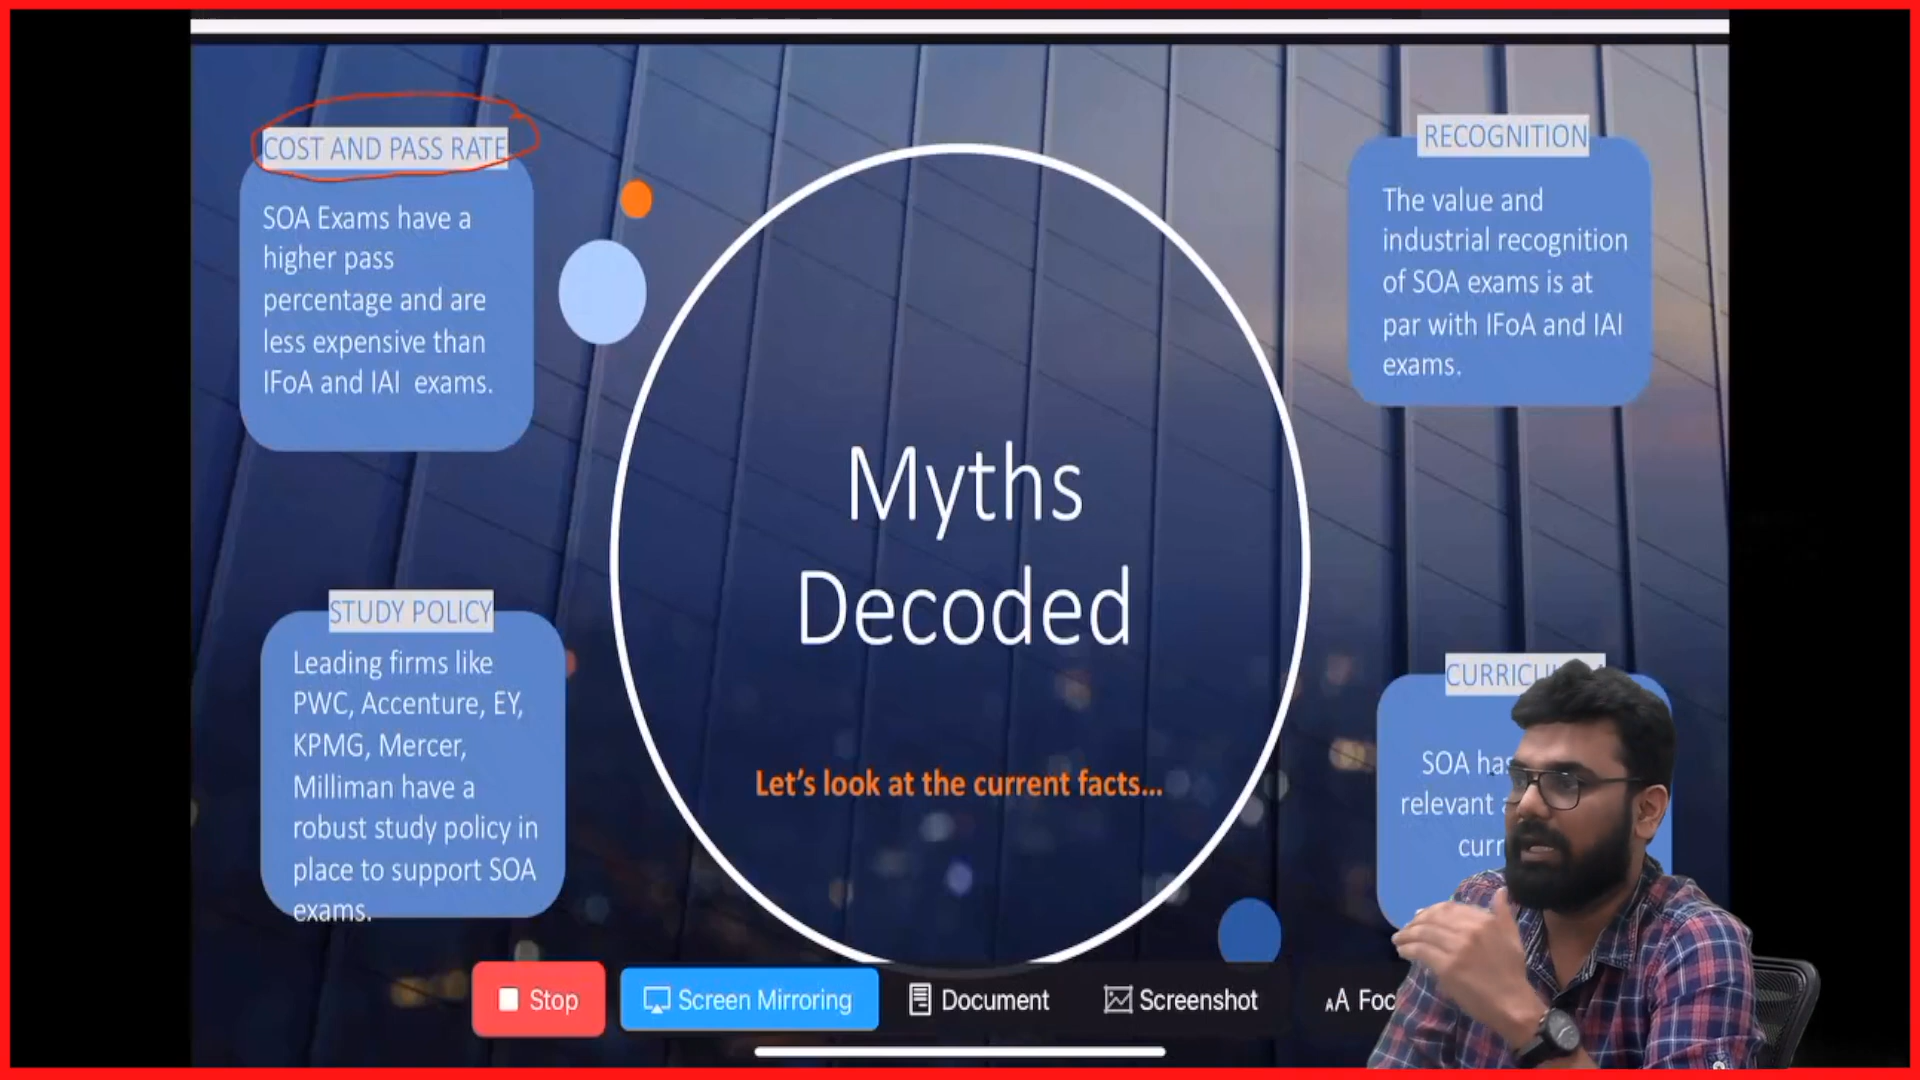 COST AND PASS RATE
SOA Exams have a
higher pass
percentage and are
less expensive than
IFoA and IAI exams.
RECOGNITION
The value and
industrial recognition
of SOA exams is at
par with IFoA and IAI
exams.
Myths
Decoded
Let's look at the current facts...
STUDY POLICY
Leading firms like
PWC, Accenture, EY,
KPMG, Mercer,
Milliman have a
robust study policy in
place to support SOA
exams.
SOA has
relevant
Stop
Screen Mirroring
Document
Screenshot